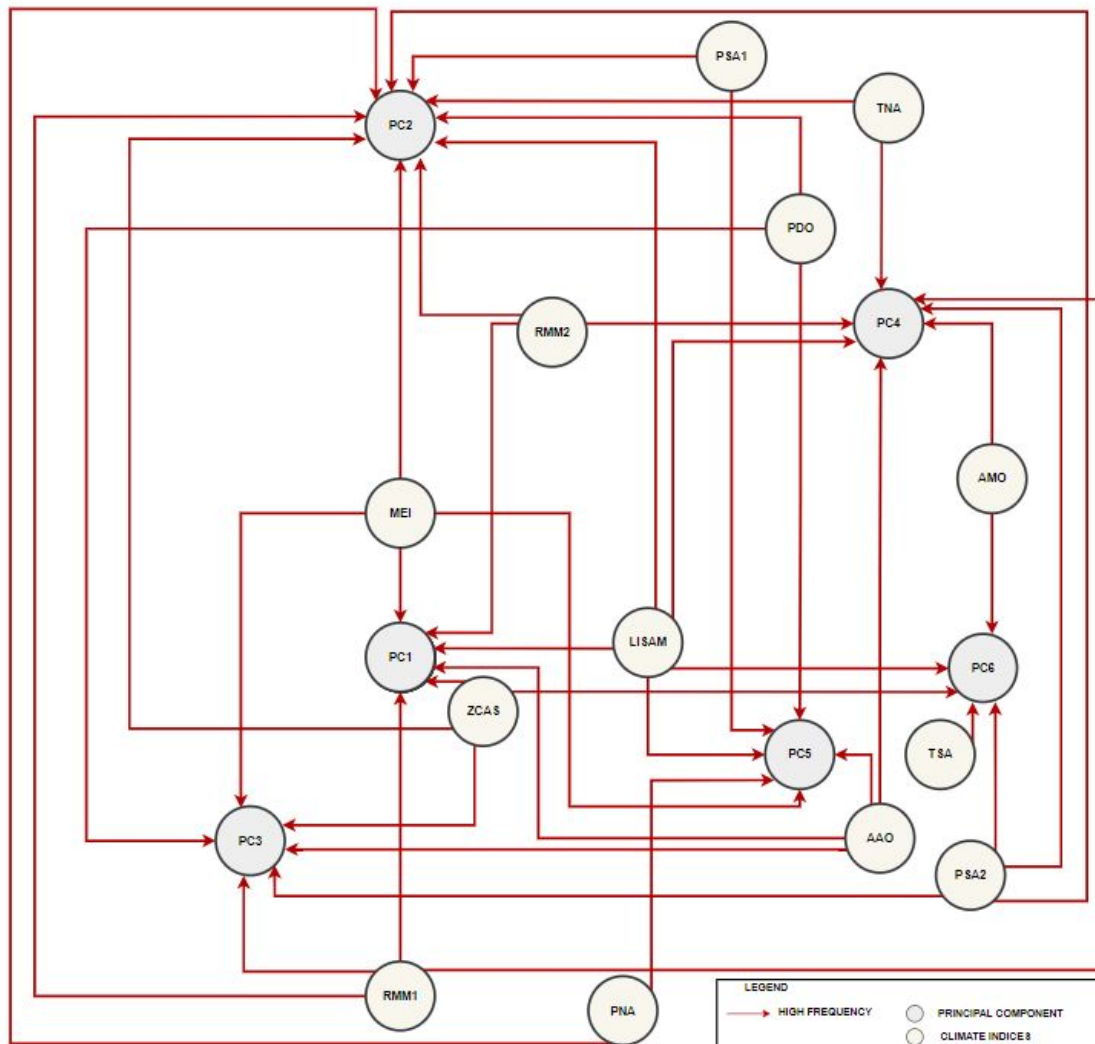 PSA1
TNA
PC2
PDO
RMM2
PC4
AMO
MEI
LISAM
PC1
PC6
ZCAS
TSA
PC5
AAO
PC3
PSA2
RMM1
PNA
LEGEND
HIGH FREQUENCY
PRINCIPAL COMPONENT
CLIMATE INDICES